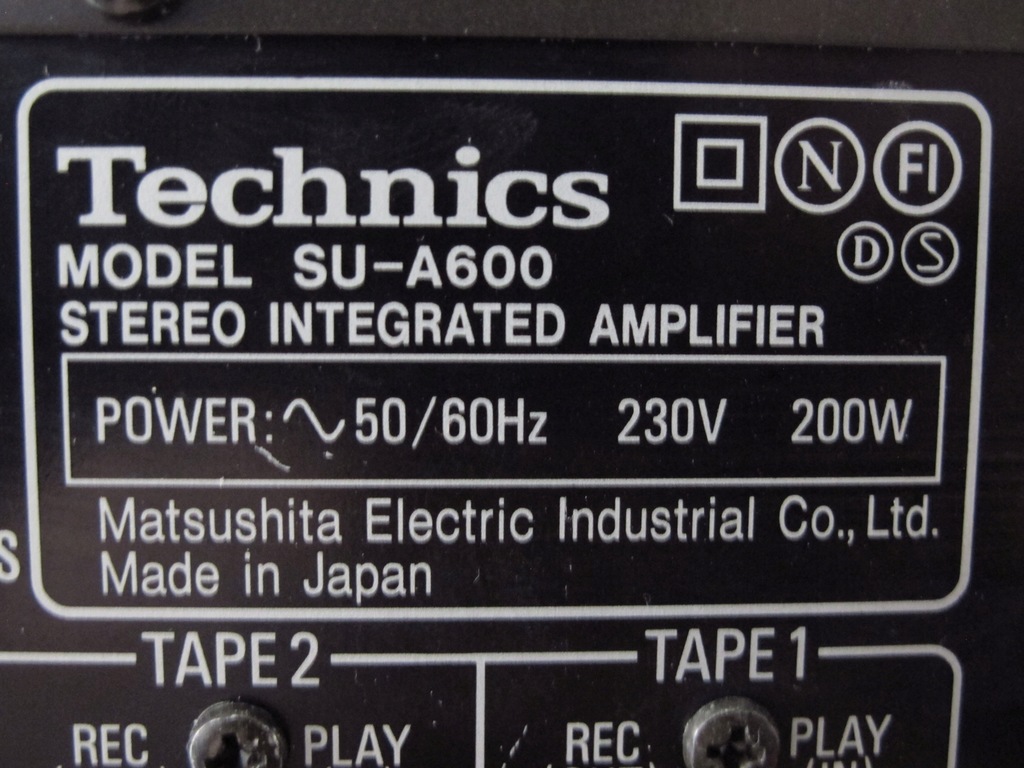 Technics N FI
D S
MODEL SU-A600
STEREO INTEGRATED AMPLIFIER
POWER: ∿ 50/60Hz 230V 200W
Matsushita Electric Industrial Co., Ltd.
Made in Japan
S
TAPE 2 TAPE 1
REC PLAY REC PLAY